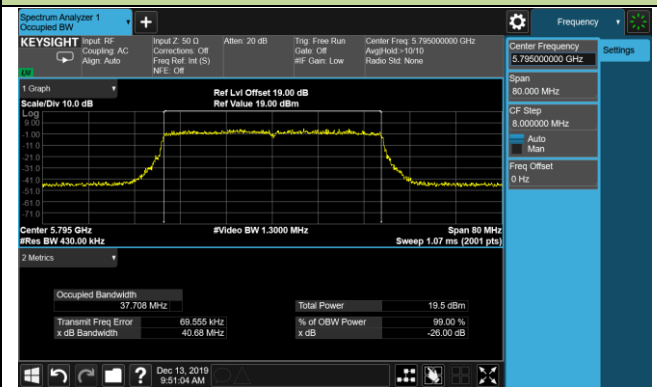 Spectrum Analyzer 1
Occupied BW
Frequency
KEYSIGHT
Input: RF
Coupling: AC
Align: Auto
Input Z: 50 Ω
Corrections: Off
Freq Ref: Int (S)
NFE: Off
Atten: 20 dB
Trig: Free Run
Gate: Off
#IF Gain: Low
Center Freq: 5.795000000 GHz
Avg|Hold:>10/10
Radio Std: None
LXI
Center Frequency
5.795000000 GHz
Settings
Span
80.000 MHz
CF Step
8.000000 MHz
Auto
Man
Freq Offset
0 Hz
1 Graph
Scale/Div 10.0 dB
Ref Lvl Offset 19.00 dB
Ref Value 19.00 dBm
Log
9.00
-1.00
-11.0
-21.0
-31.0
-41.0
-51.0
-61.0
-71.0
Center 5.795 GHz
#Video BW 1.3000 MHz
Span 80 MHz
#Res BW 430.00 kHz
Sweep 1.07 ms (2001 pts)
2 Metrics
Occupied Bandwidth
37.708 MHz
Total Power 19.5 dBm
Transmit Freq Error 69.555 kHz
% of OBW Power 99.00 %
x dB Bandwidth 40.68 MHz
x dB -26.00 dB
?
Dec 13, 2019
9:51:04 AM